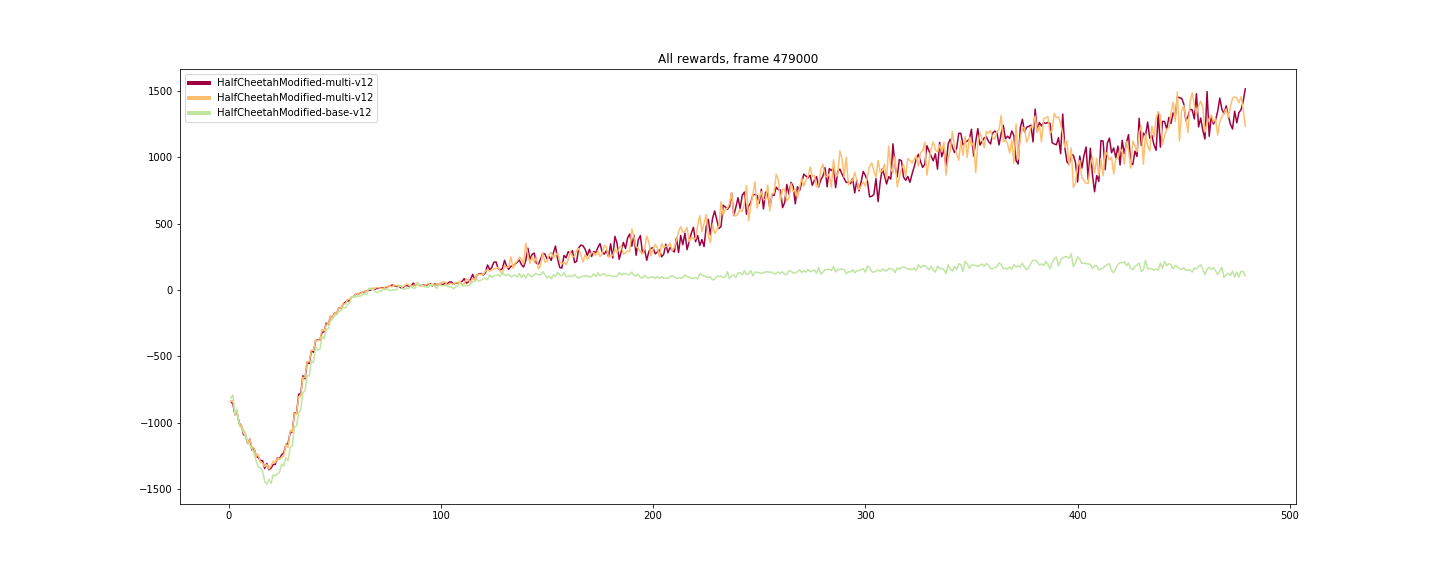 All rewards, frame 479000
HalfCheetahModified-multi-v12
HalfCheetahModified-multi-v12
HalfCheetahModified-base-v12
1500
1000
500
0
−500
−1000
−1500
0 100 200 300 400 500